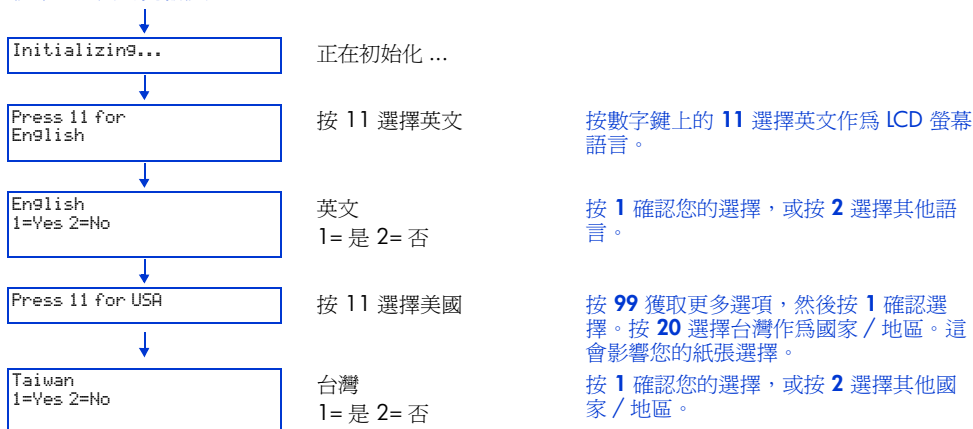 Initializing...
正在初始化 ...
Press 11 for
English
按 11 選擇英文
按數字鍵上的 11 選擇英文作爲 LCD 螢幕
語言。
English
1=Yes 2=No
英文
1= 是 2= 否
按 1 確認您的選擇，或按 2 選擇其他語
言。
Press 11 for USA
按 11 選擇美國
按 99 獲取更多選項，然後按 1 確認選
擇。按 20 選擇台灣作爲國家 / 地區。這
會影響您的紙張選擇。
Taiwan
1=Yes 2=No
台灣
1= 是 2= 否
按 1 確認您的選擇，或按 2 選擇其他國
家 / 地區。